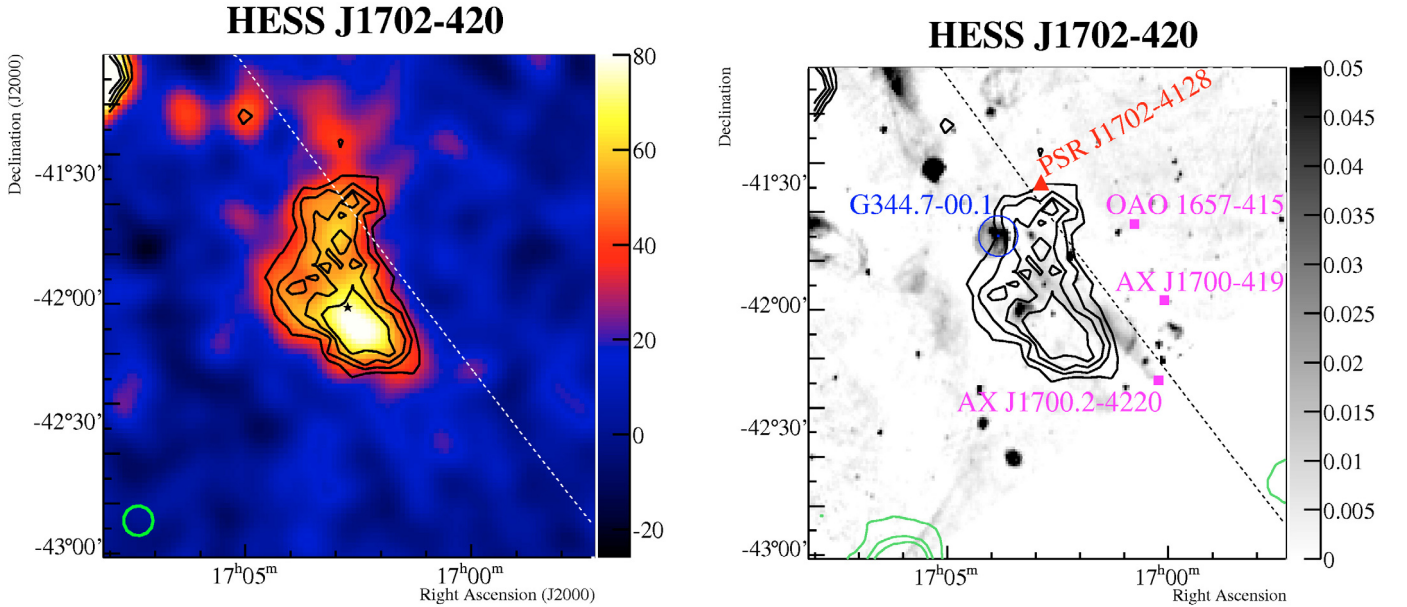 HESS J1702-420
Declination (J2000)
-41°30'
-42°00'
-42°30'
-43°00'
17h05m
17h00m
Right Ascension (J2000)
80
60
40
20
0
-20
HESS J1702-420
Declination
-41°30'
-42°00'
-42°30'
-43°00'
PSR J1702-4128
G344.7-00.1
OAO 1657-415
AX J1700-419
AX J1700.2-4220
17h05m
17h00m
Right Ascension
0.05
0.045
0.04
0.035
0.03
0.025
0.02
0.015
0.01
0.005
0